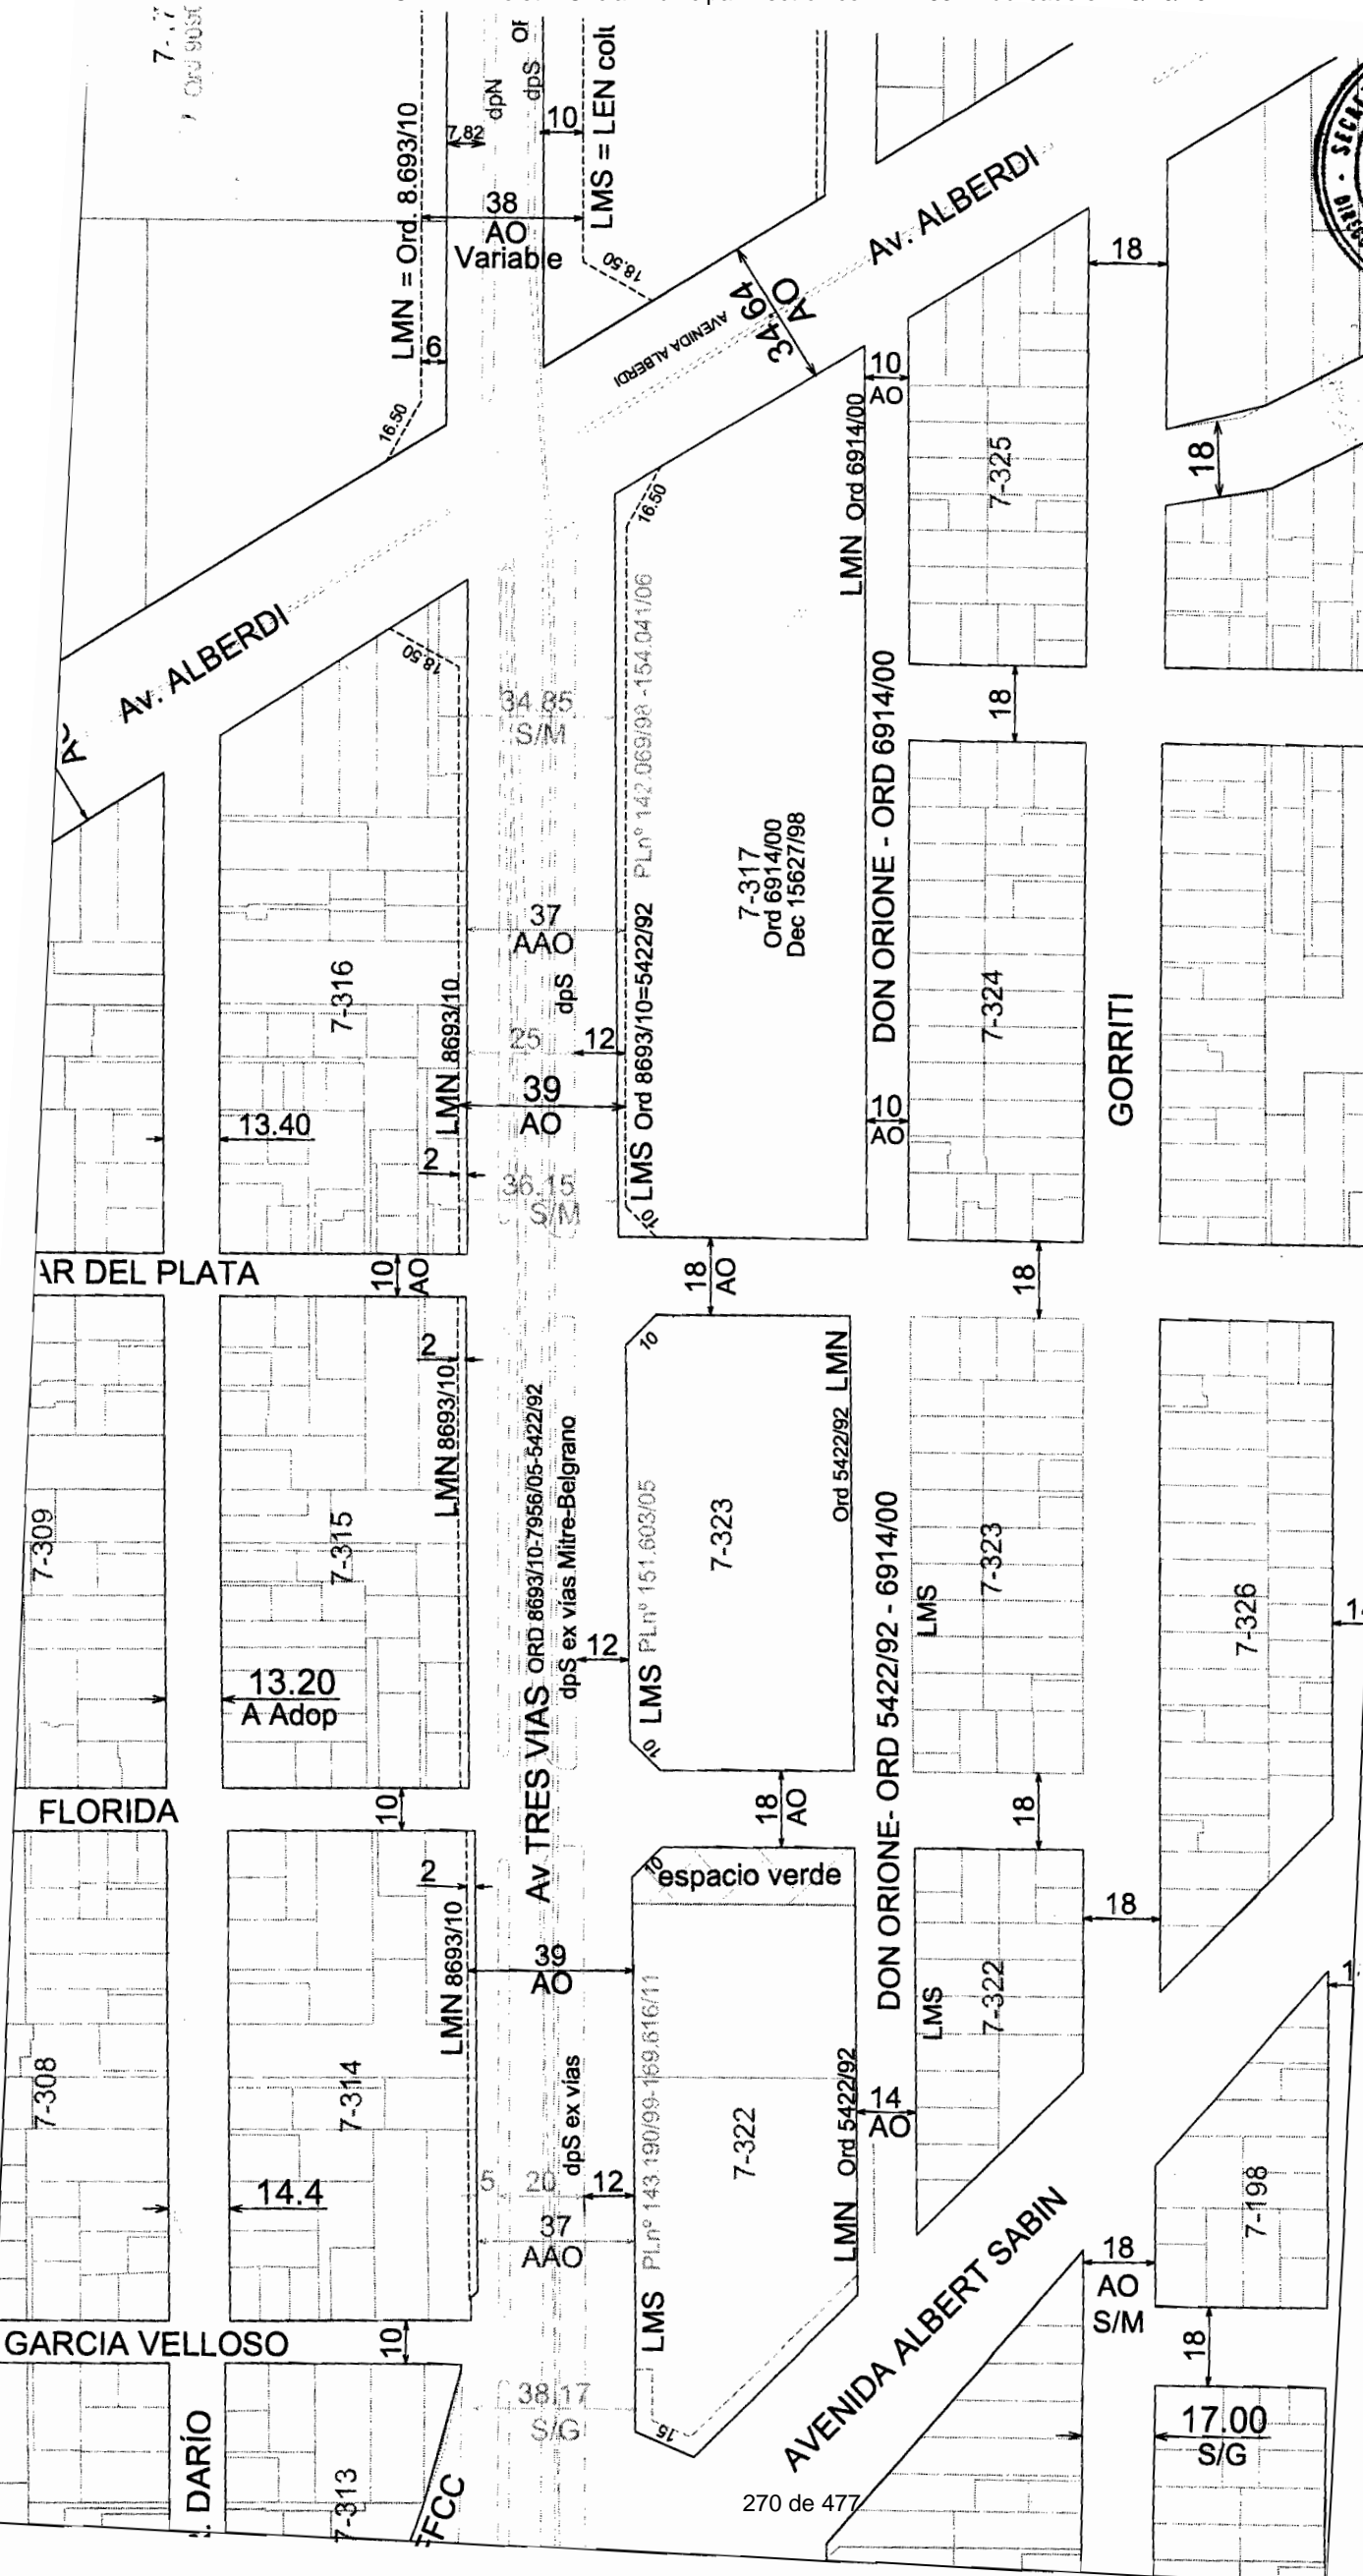 LMN = Ord. 8.693/10
7,82
dpN
dpS
10
LMS = LEN
38
AO
Variable
18.50
6
16.50
AVENIDA ALBERDI
34.64
AO
Av. ALBERDI
18
10
AO
LMN Ord 6914/00
7-325
18
16.50
Av. ALBERDI
18.50
34.85
S/M
PLnº 142.069/98 -154.041/06
18
DON ORIONE - ORD 6914/00
7-317
Ord 6914/00
Dec 15627/98
37
AAO
7-316
LMN 8693/10
dpS
25
12
39
AO
LMS Ord 8693/10=5422/92
7-324
GORRITI
13.40
2
36.15
S/M
10
10
AO
AR DEL PLATA
10
AO
18
AO
18
2
LMN 8693/10
10
Ord 5422/92 LMN
7-309
7-315
Av TRES VIAS ORD 8693/10-7956/05-5422/92
dpS ex vías Mitre-Belgrano
12
LMS PLnº 151.603/05
7-323
7-323
LMS
7-326
13.20
A Adop
10
FLORIDA
10
18
AO
18
DON ORIONE- ORD 5422/92 - 6914/00
2
LMN 8693/10
10
espacio verde
18
39
AO
7-308
7-314
dpS ex vías
PLnº 143.190/99-169.616/11
7-322
LMN Ord 5422/92
14
AO
LMS
7-322
7-198
14.4
5
20
12
37
AAO
LMS
AVENIDA ALBERT SABIN
18
AO
S/M
GARCIA VELLOSO
10
38.17
S/G
15
18
17.00
S/G
. DARÍO
7-313
FCC
270 de 477